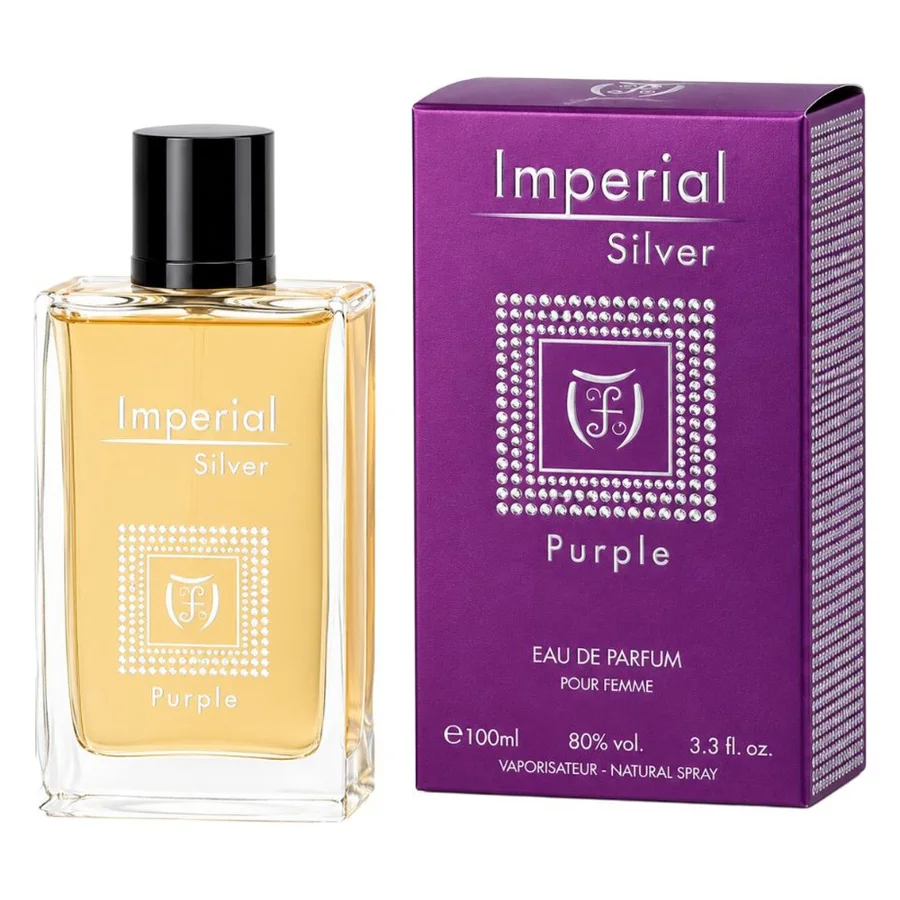 Imperial
Silver
Purple
Imperial
Silver
Purple
EAU DE PARFUM
POUR FEMME
℮100ml 80% vol. 3.3 fl. oz.
VAPORISATEUR - NATURAL SPRAY